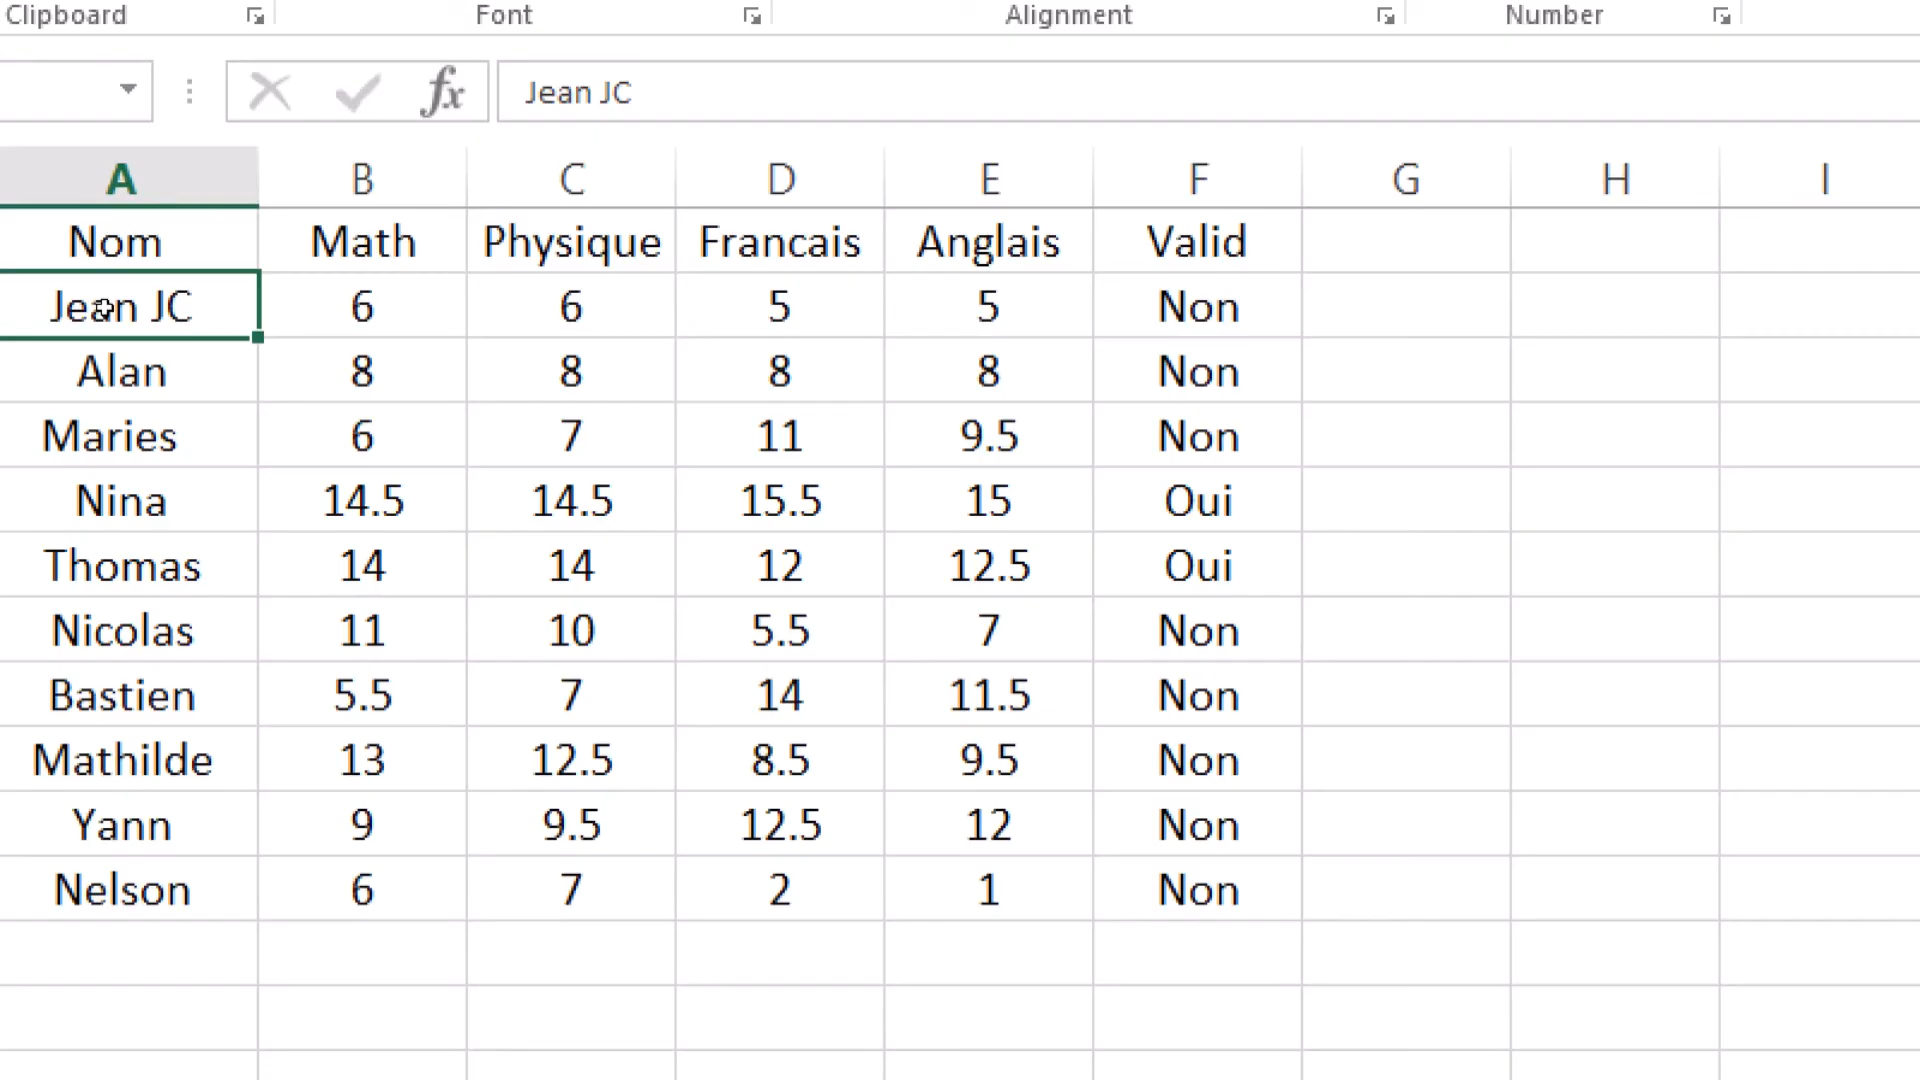 Clipboard Font Alignment Number
fx Jean JC
A B C D E F G H I
Nom Math Physique Francais Anglais Valid
Jean JC 6 6 5 5 Non
Alan 8 8 8 8 Non
Maries 6 7 11 9.5 Non
Nina 14.5 14.5 15.5 15 Oui
Thomas 14 14 12 12.5 Oui
Nicolas 11 10 5.5 7 Non
Bastien 5.5 7 14 11.5 Non
Mathilde 13 12.5 8.5 9.5 Non
Yann 9 9.5 12.5 12 Non
Nelson 6 7 2 1 Non